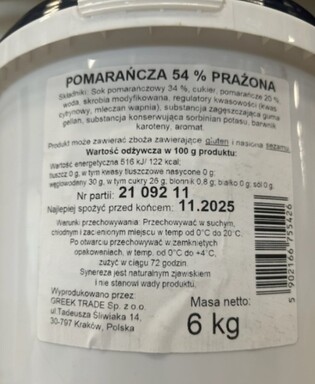 POMARAŃCZA 54 % PRAŻONA
Składniki: Sok pomarańczowy 34 %, cukier, pomarańcze 20 %,
woda, skrobia modyfikowana, regulatory kwasowości (kwas
cytrynowy, mleczan wapnia), substancja zagęszczająca guma
gellan, substancja konserwująca sorbinian potasu, barwnik
karoteny, aromat.
Produkt może zawierać zboża zawierające gluten i nasiona sezamu.
Wartość odżywcza w 100 g produktu:
Wartość energetyczna 516 kJ/ 122 kcal;
tłuszcz 0 g, w tym kwasy tłuszczowe nasycone 0 g;
węglowodany 30 g, w tym cukry 26 g; błonnik 0,8 g; białko 0 g; sól 0 g.
Nr partii: 21 092 11
Najlepiej spożyć przed końcem: 11.2025
Warunki przechowywania: Przechowywać w suchym,
chłodnym i zacienionym miejscu w temp od 0°C do 20°C.
Po otwarciu przechowywać w zamkniętych
opakowaniach, w temp. od 0°C do +4°C,
zużyć w ciągu 72 godzin.
Synereza jest naturalnym zjawiskiem
i nie stanowi wady produktu.
Wyprodukowano przez:
GREEK TRADE Sp. z o.o.
ul.Tadeusza Śliwiaka 14,
30-797 Kraków, Polska
Masa netto:
6 kg
5 902166 755426